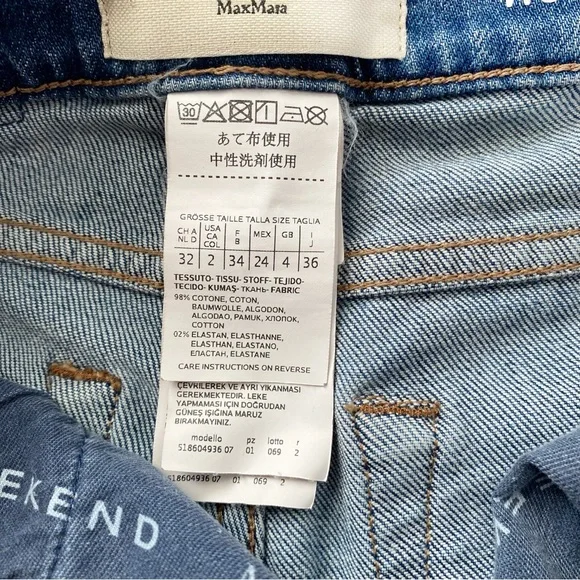 MaxMara
30
あて布使用
中性洗剤使用
GRÖSSE TAILLE TALLA SIZE TAGLIA
CH A NL D USA CA COL F B MEX GB I J
32 2 34 24 4 36
TESSUTO- TISSU- STOFF- TEJIDO-
TECIDO- KUMAŞ- ТКАНЬ- FABRIC
98% COTONE, COTON,
BAUMWOLLE, ALGODON,
ALGODAO, PAMUK, ХЛОПОК,
COTTON
02% ELASTAN, ELASTHANNE,
ELASTHAN, ELASTANO,
ЕЛАСТАН, ELASTANE
CARE INSTRUCTIONS ON REVERSE
ÇEVRİLEREK VE AYRI YIKANMASI
GEREKMEKTEDİR. LEKE
YAPMAMASI İÇİN DOĞRUDAN
GÜNEŞ IŞIĞINA MARUZ
BIRAKMAYINIZ.
modello pz lotto r
518604936 07 01 069 2
518604936 07 01 069 2
EKEND